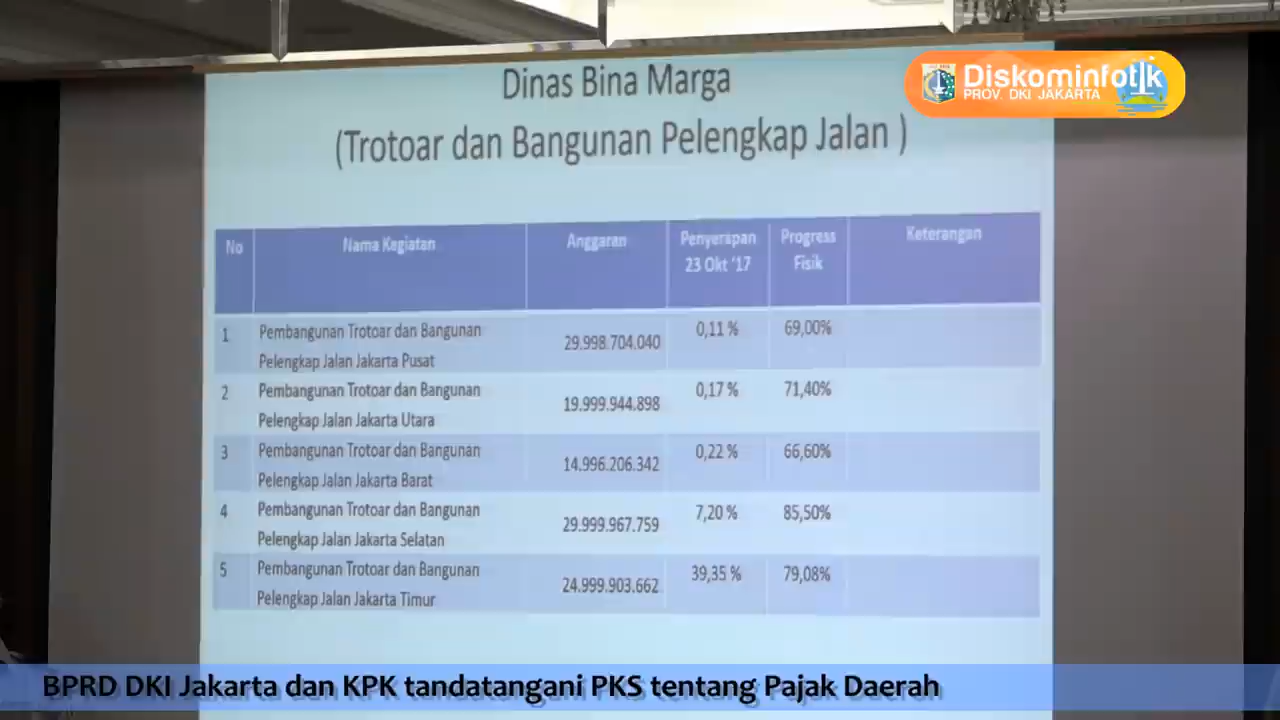 Diskominfotik
PROV. DKI JAKARTA
Dinas Bina Marga
(Trotoar dan Bangunan Pelengkap Jalan )
No Nama Kegiatan Anggaran Penyerapan 23 Okt '17 Progress Fisik Keterangan
1 Pembangunan Trotoar dan Bangunan Pelengkap Jalan Jakarta Pusat 29.998.704.040 0,11 % 69,00%
2 Pembangunan Trotoar dan Bangunan Pelengkap Jalan Jakarta Utara 19.999.944.898 0,17 % 71,40%
3 Pembangunan Trotoar dan Bangunan Pelengkap Jalan Jakarta Barat 14.996.206.342 0,22 % 66,60%
4 Pembangunan Trotoar dan Bangunan Pelengkap Jalan Jakarta Selatan 29.999.967.759 7,20 % 85,50%
5 Pembangunan Trotoar dan Bangunan Pelengkap Jalan Jakarta Timur 24.999.903.662 39,35 % 79,08%
BPRD DKI Jakarta dan KPK tandatangani PKS tentang Pajak Daerah